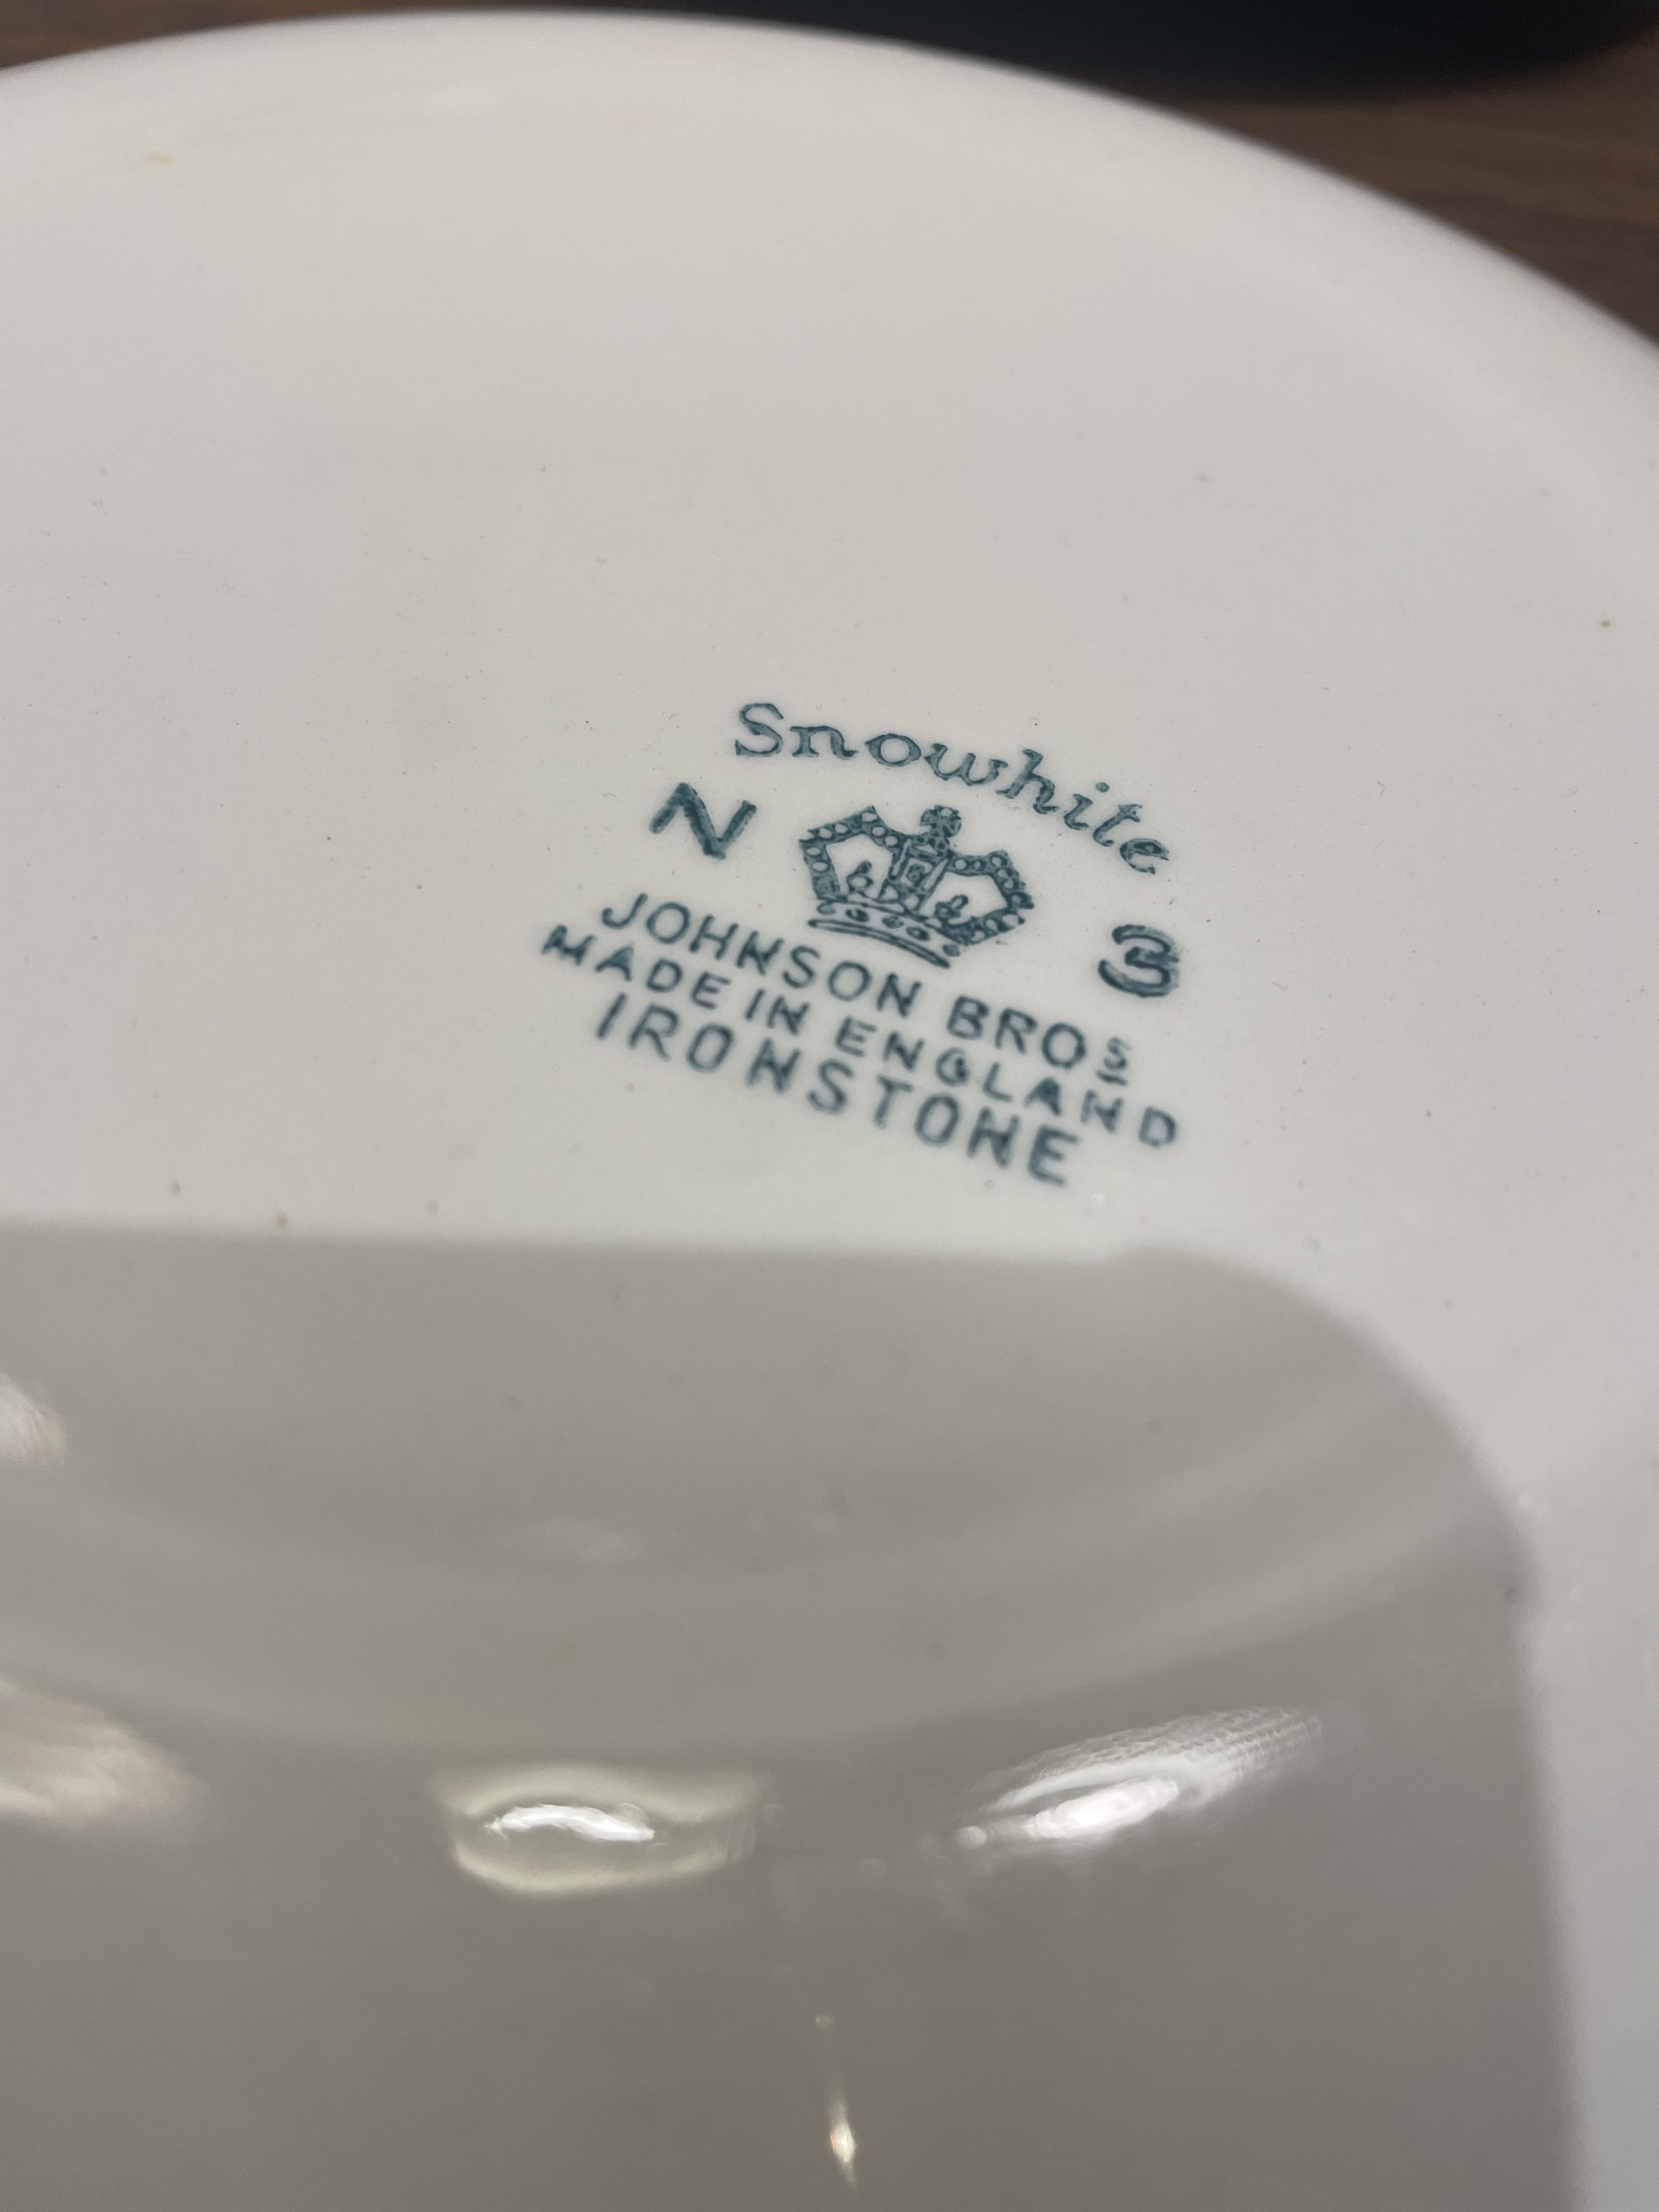 Snowhite
N 3
JOHNSON BROS
MADE IN ENGLAND
IRONSTONE